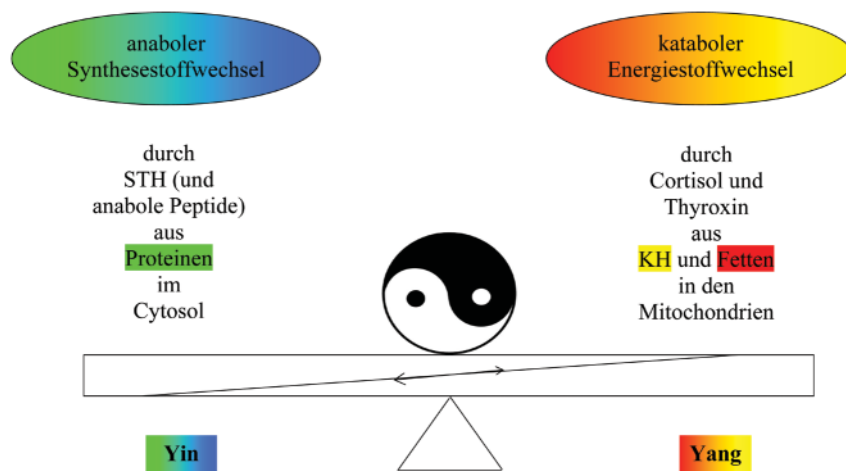 anaboler
Synthesestoffwechsel
kataboler
Energiestoffwechsel
durch
STH (und
anabole Peptide)
aus
Proteinen
im
Cytosol
durch
Cortisol und
Thyroxin
aus
KH und Fetten
in den
Mitochondrien
Yin
Yang